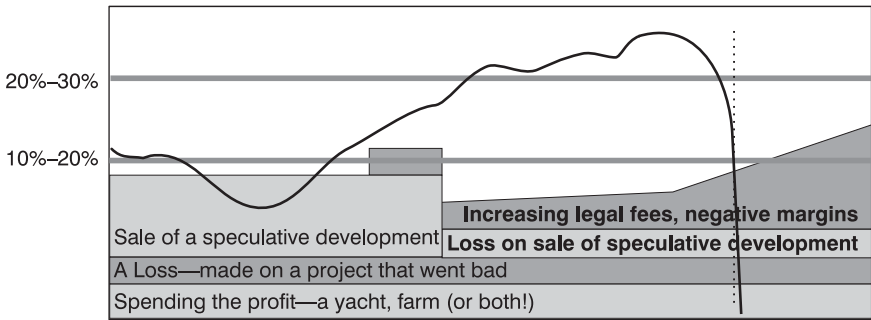 20%–30%
10%–20%
Increasing legal fees, negative margins
Sale of a speculative development
Loss on sale of speculative development
A Loss—made on a project that went bad
Spending the profit—a yacht, farm (or both!)